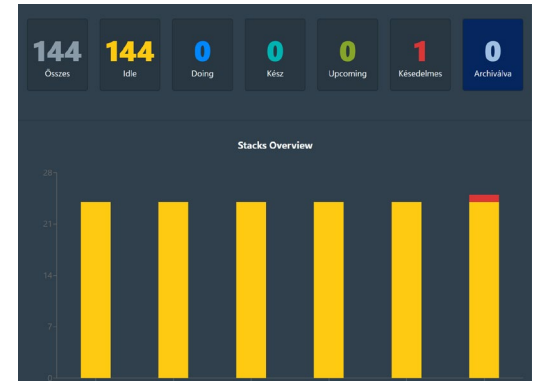 144 144 0 0 0 1 0
Összes Idle Doing Kész Upcoming Késedelmes Archiválva
Stacks Overview
28
21
14
7
0